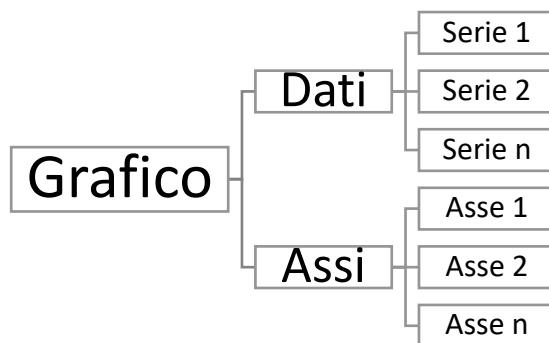 Grafico
Dati
Serie 1
Serie 2
Serie n
Assi
Asse 1
Asse 2
Asse n